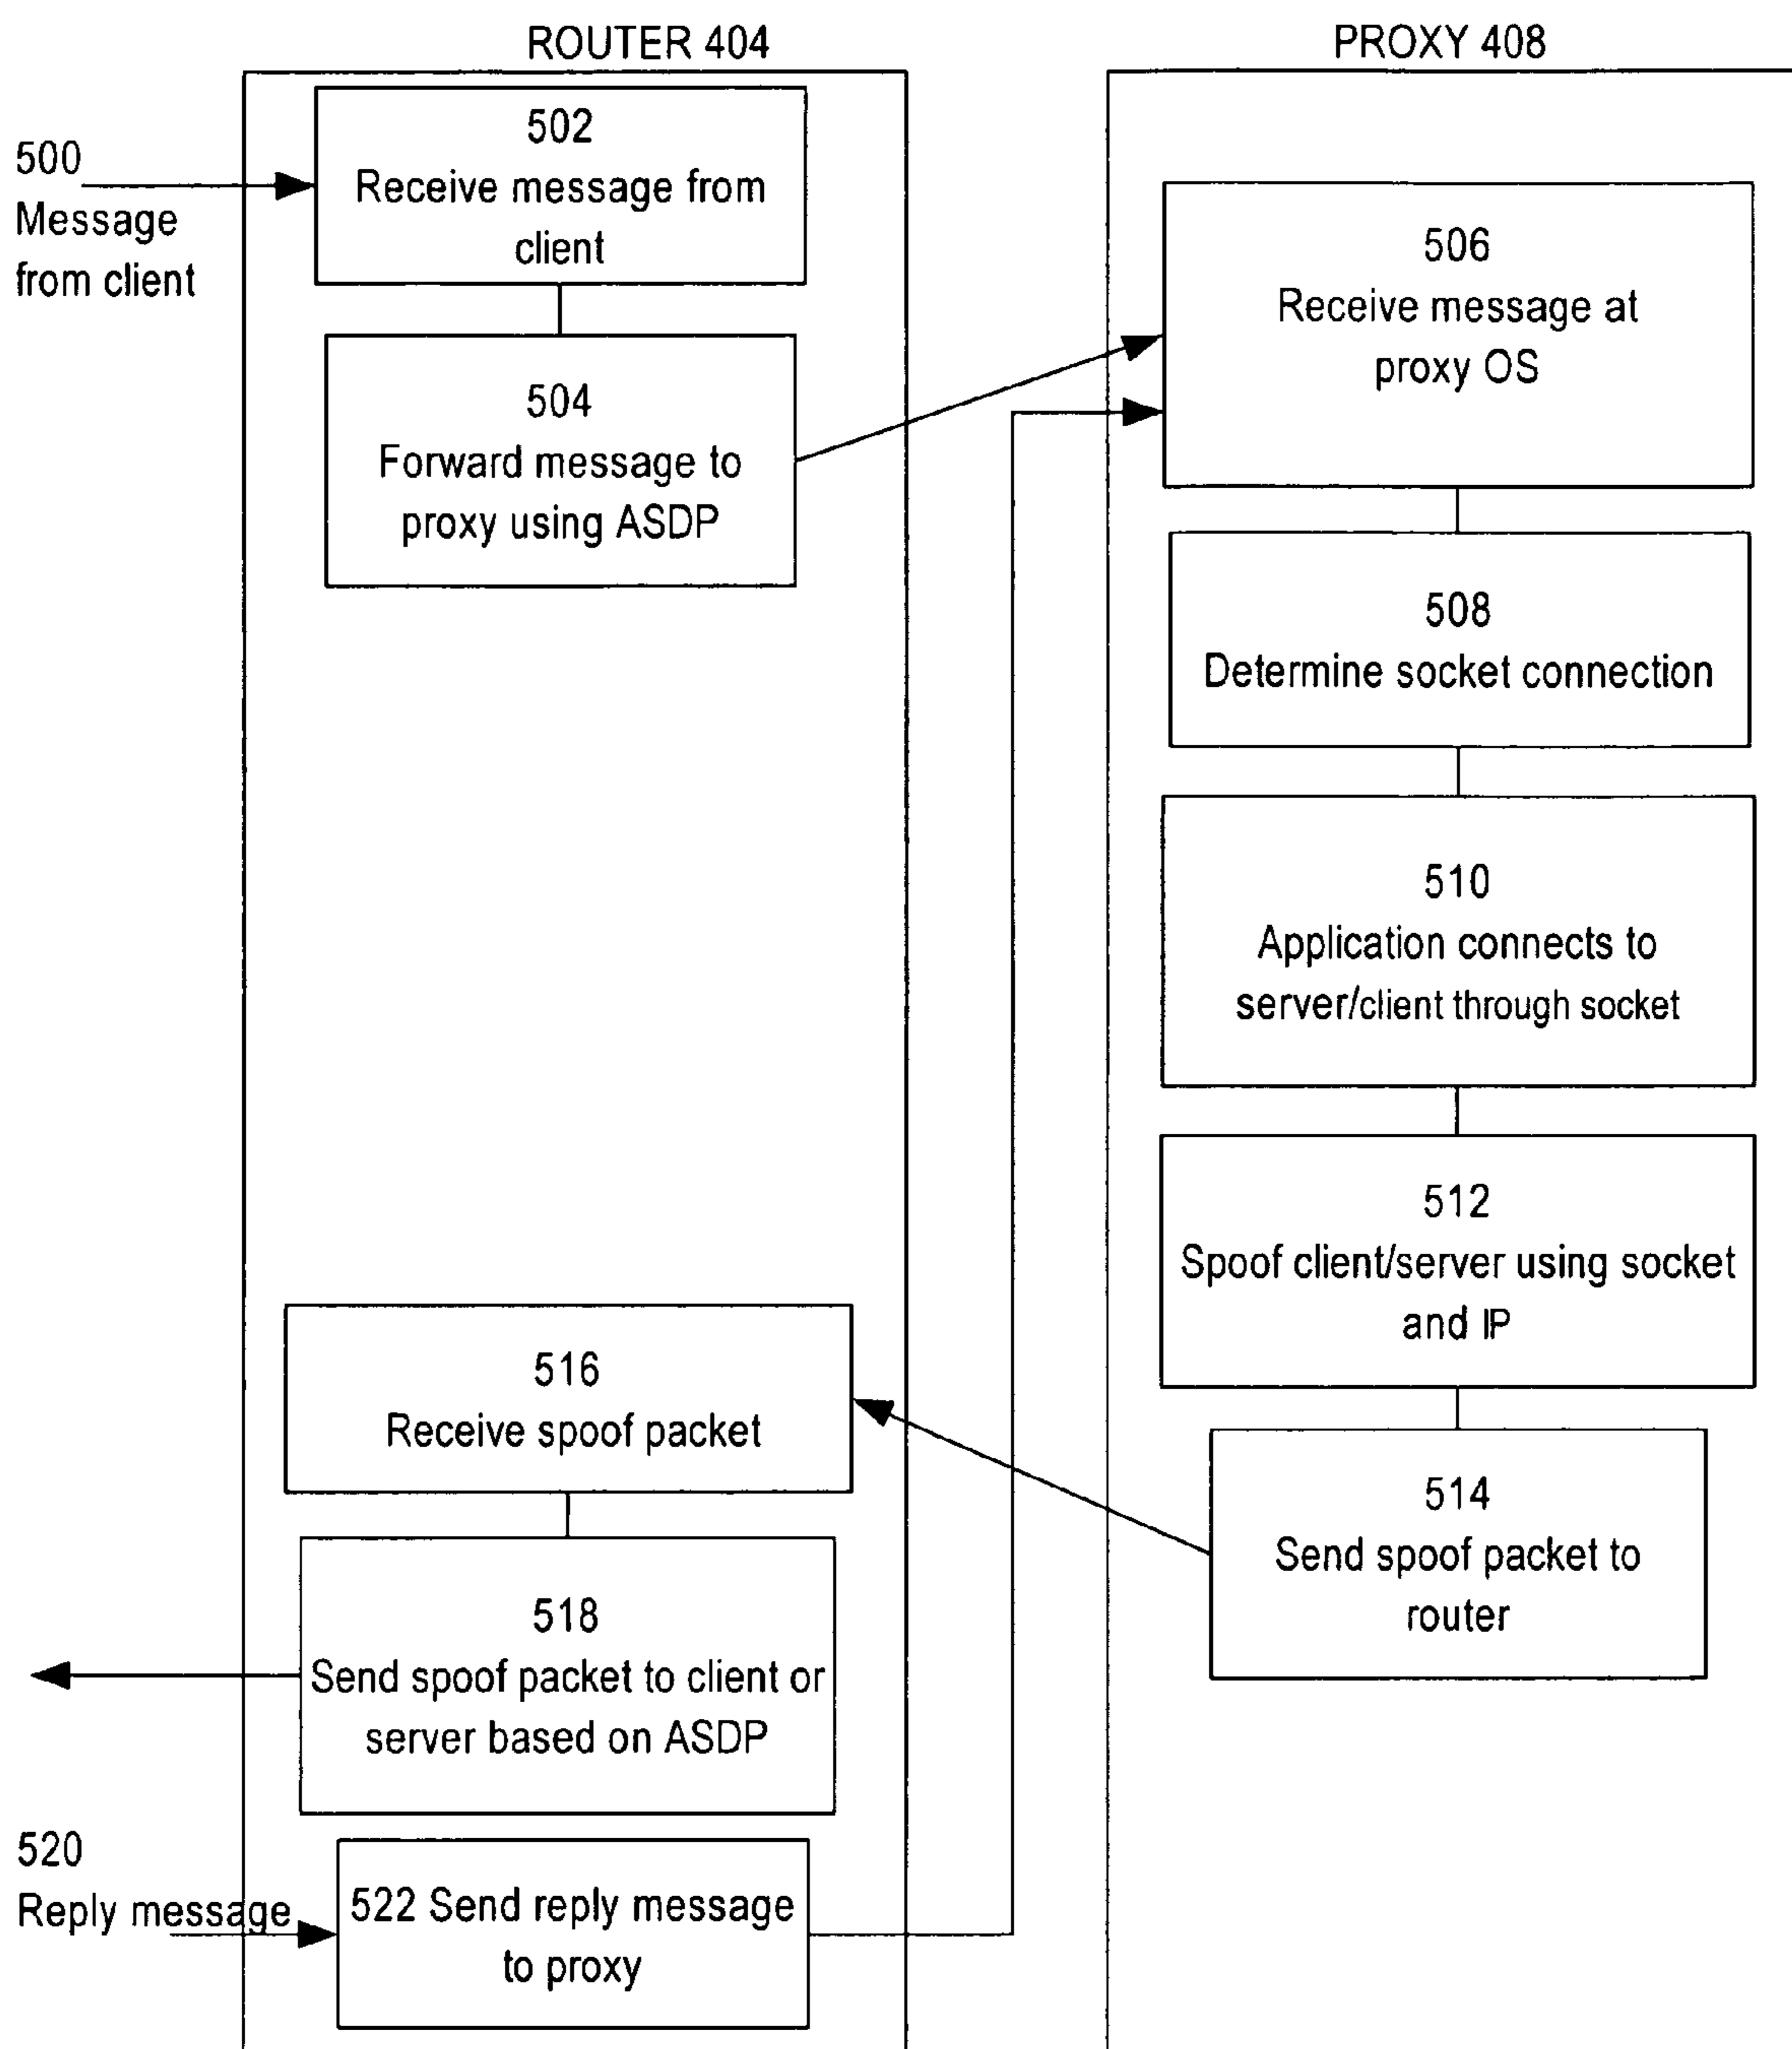 ROUTER 404
PROXY 408
500
Message
from client
502
Receive message from
client
504
Forward message to
proxy using ASDP
506
Receive message at
proxy OS
508
Determine socket connection
510
Application connects to
server/client through socket
512
Spoof client/server using socket
and IP
514
Send spoof packet to
router
516
Receive spoof packet
518
Send spoof packet to client or
server based on ASDP
520
Reply message
522 Send reply message
to proxy